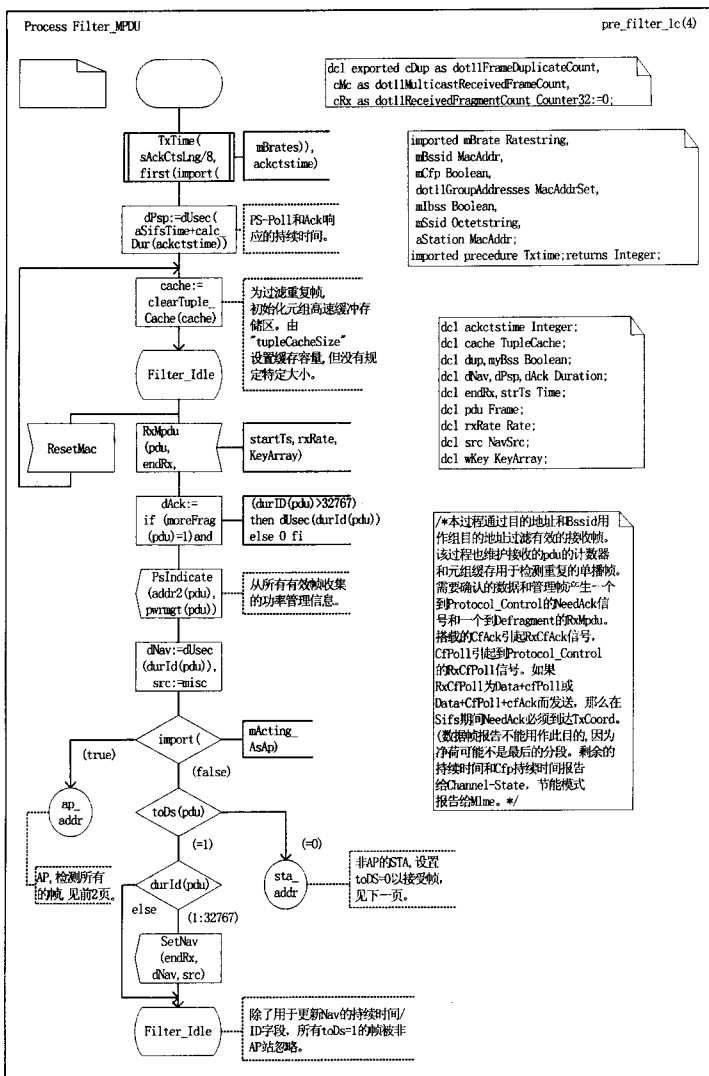 Process Filter_MPDU
pre_filter_1c(4)
dcl exported cDup as dot11FrameDuplicateCount,
cMc as dot11MulticastReceivedFrameCount,
cRx as dot11ReceivedFragmentCount Counter32:=0;
TxTime(
sAckCtsLng/8,
first(import(
mBrates)),
ackctstime)
imported mBrate Ratestring,
mBssid MacAddr,
mCfp Boolean,
dot11GroupAddresses MacAddrSet,
mIbss Boolean,
mSsid Octetstring,
aStation MacAddr;
imported precedure Txtime;returns Integer;
dPsp:=dUsec(
aSifsTime+calc_
Dur(ackctstime))
PS-Poll和Ack响
应的持续时间。
cache:=
clearTuple_
Cache(cache)
为过滤重复帧,
初始化元组高速缓冲存
储区。由
"tupleCacheSize"
设置缓存容量,但没有规
定特定大小。
Filter_Idle
dcl ackctstime Integer;
dcl cache TupleCache;
dcl dup,myBss Boolean;
dcl dNav,dPsp,dAck Duration;
dcl endRx,strTs Time;
dcl pdu Frame;
dcl rxRate Rate;
dcl src NavSrc;
dcl wKey KeyArray;
ResetMac
RxMpdu
(pdu,
endRx,
startTs,rxRate,
KeyArray)
dAck:=
if (moreFrag
(pdu)=1)and
(durID(pdu)>32767)
then dUsec(durId(pdu))
else 0 fi
PsIndicate
(addr2(pdu),
pwrmgt(pdu))
从所有有效帧收集
的功率管理信息。
/*本过程通过目的地址和Bssid用
作组目的地址过滤有效的接收帧。
该过程也维护接收的pdu的计数器
和元组缓存用于检测重复的单播帧。
需要确认的数据和管理帧产生一个
到Protocol_Control的NeedAck信
号和一个到Defragment的RxMpdu。
搭载的CfAck引起RxCfAck信号,
CfPoll引起到Protocol_Control
的RxCfPoll信号。如果
RxCfPoll为Data+cfPoll或
Data+CfPoll+cfAck而发送,那么在
Sifs期间NeedAck必须到达TxCoord。
(数据帧报告不能用作此目的,因为
净荷可能不是最后的分段。剩余的
持续时间和Cfp持续时间报告
给Channel-State,节能模式
报告给Mlme。*/
dNav:=dUsec
(durId(pdu)),
src:=misc
import(
mActing_
AsAp)
(true)
(false)
ap_
addr
toDs(pdu)
(=1)
(=0)
AP,检测所有
的帧,见前2页。
durId(pdu)
sta_
addr
非AP的STA,设置
toDS=0以接受帧,
见下一页。
else
(1:32767)
SetNav
(endRx,
dNav,src)
Filter_Idle
除了用于更新Nav的持续时间/
ID字段,所有toDs=1的帧被非
AP站忽略。